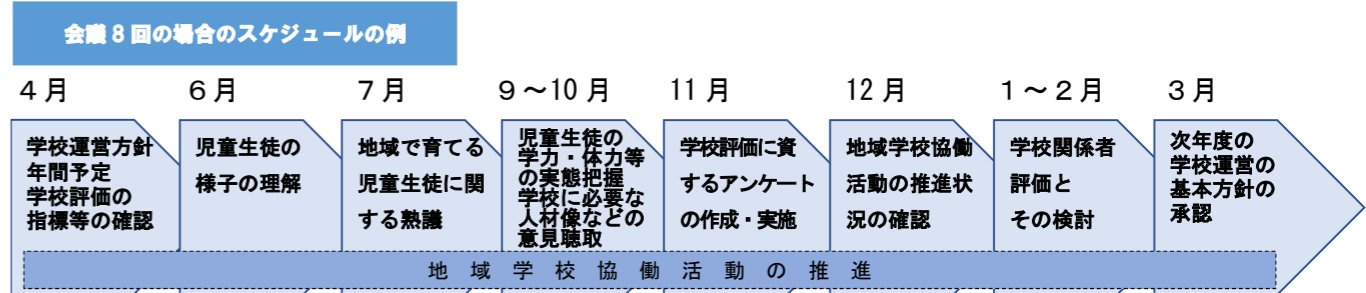 会議８回の場合のスケジュールの例
４月
６月
７月
９～10月
11月
12月
１～２月
３月
学校運営方針
年間予定
学校評価の
指標等の確認
児童生徒の
様子の理解
地域で育てる
児童生徒に関
する熟議
児童生徒の
学力・体力等
の実態把握
学校に必要な
人材像などの
意見聴取
学校評価に資
するアンケート
の作成・実施
地域学校協働
活動の推進状
況の確認
学校関係者
評価と
その検討
次年度の
学校運営の
基本方針の
承認
地域学校協働活動の推進